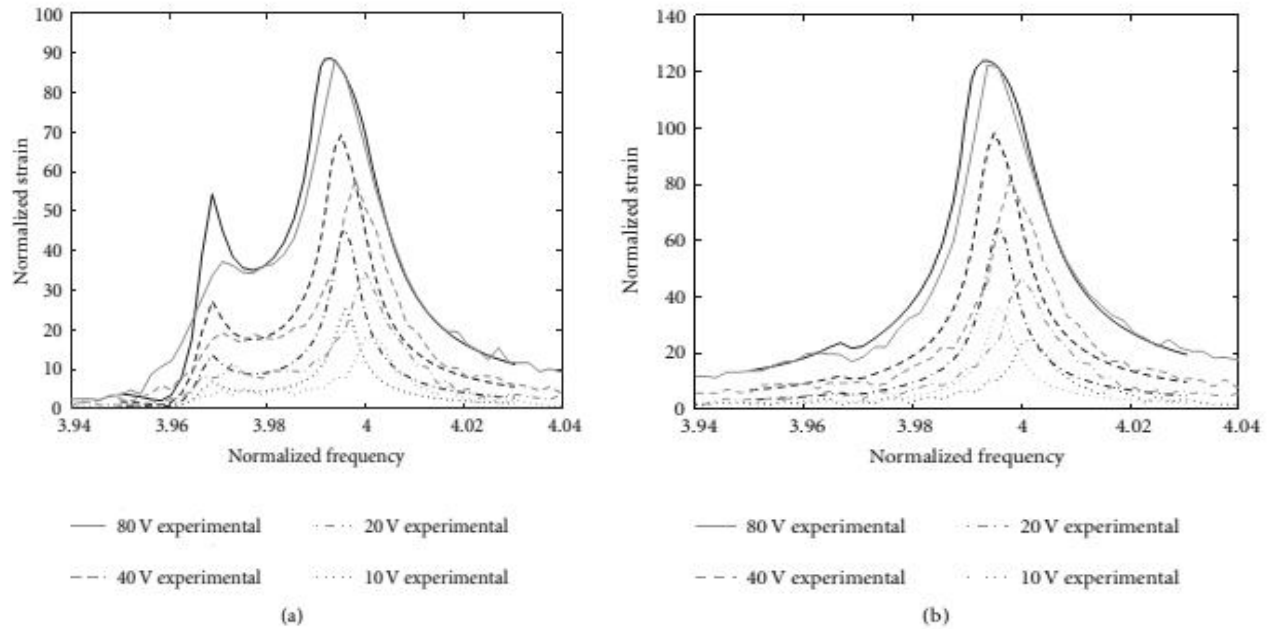 100
90
80
70
60
50
40
30
20
10
0
Normalized strain
3.94 3.96 3.98 4 4.02 4.04
Normalized frequency
80 V experimental
20 V experimental
40 V experimental
10 V experimental
(a)
140
120
100
80
60
40
20
0
Normalized strain
3.94 3.96 3.98 4 4.02 4.04
Normalized frequency
80 V experimental
20 V experimental
40 V experimental
10 V experimental
(b)